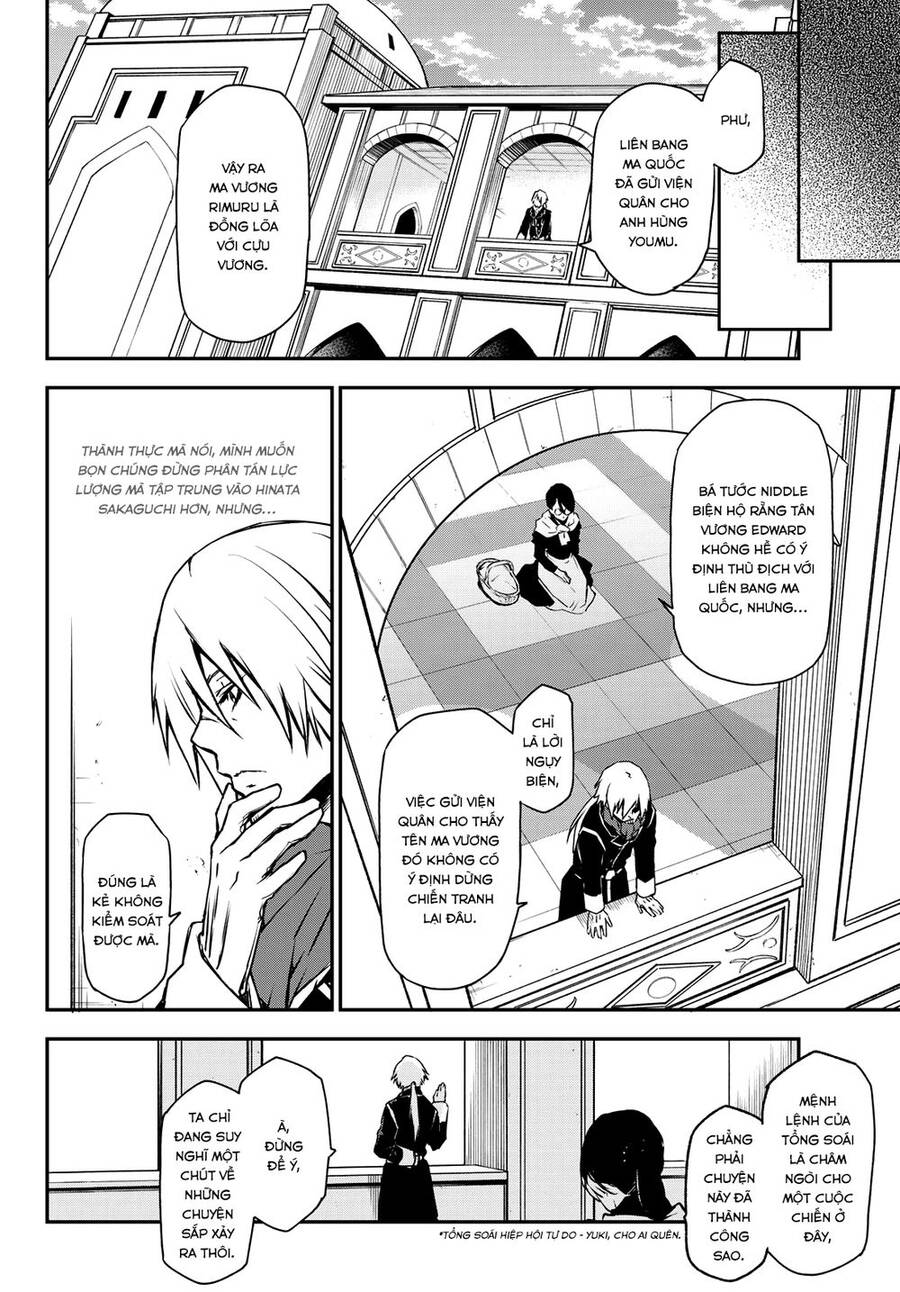 PHƯ,
LIÊN BANG
MA QUỐC
ĐÃ GỬI VIỆN
QUÂN CHO
ANH HÙNG
YOUMU.
VẬY RA
MA VƯƠNG
RIMURU LÀ
ĐỒNG LÕA
VỚI CỰU
VƯƠNG.
BÁ TƯỚC NIDDLE
BIỆN HỘ RẰNG TÂN
VƯƠNG EDWARD
KHÔNG HỀ CÓ Ý
ĐỊNH THÙ ĐỊCH VỚI
LIÊN BANG MA
QUỐC, NHƯNG...
CHỈ
LÀ LỜI
NGỤY
BIỆN,
VIỆC GỬI VIỆN
QUÂN CHO THẤY
TÊN MA VƯƠNG
ĐÓ KHÔNG CÓ
Ý ĐỊNH DỪNG
CHIẾN TRANH
LẠI ĐÂU.
THÀNH THỰC MÀ NÓI, MÌNH MUỐN
BỌN CHÚNG ĐỪNG PHÂN TÁN LỰC
LƯỢNG MÀ TẬP TRUNG VÀO HINATA
SAKAGUCHI HƠN, NHƯNG...
ĐÚNG LÀ
KẺ KHÔNG
KIỂM SOÁT
ĐƯỢC MÀ.
MỆNH
LỆNH CỦA
TỔNG SOÁI
LÀ CHÂM
NGÒI CHO
MỘT CUỘC
CHIẾN Ở
ĐÂY,
CHẲNG
PHẢI
CHUYỆN
NÀY ĐÃ
THÀNH
CÔNG
SAO.
*TỔNG SOÁI HIỆP HỘI TỰ DO - YUKI, CHO AI QUÊN.
À,
ĐỪNG
ĐỂ Ý,
TA CHỈ
ĐANG SUY
NGHĨ MỘT
CHÚT VỀ
NHỮNG
CHUYỆN
SẮP XẢY
RA THÔI.